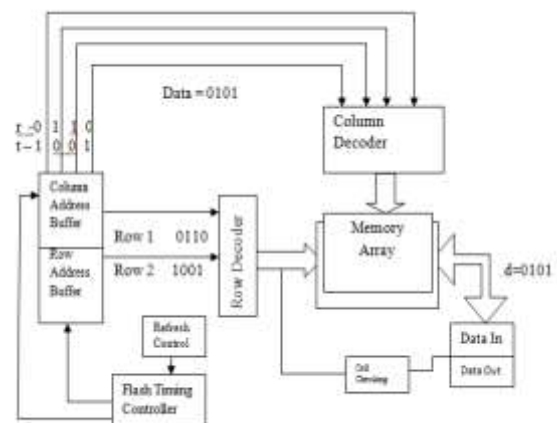 Data = 0101
r -0 1 1 0
t-1 0 0 1
Column
Decoder
Column
Address
Buffer
Row
Address
Buffer
Row 1 0110
Row 2 1001
Row Decoder
Memory
Array
d=0101
Refresh
Control
Flash Timing
Controller
Data In
Data Out
Cell
Checking